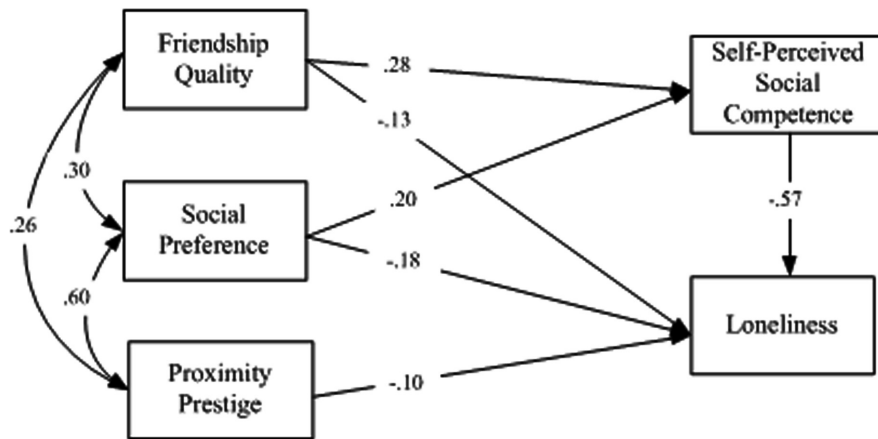 Friendship
Quality
Self-Perceived
Social
Competence
.28
-.13
.30
.26
Social
Preference
.20
-.18
-.57
.60
Loneliness
Proximity
Prestige
-.10